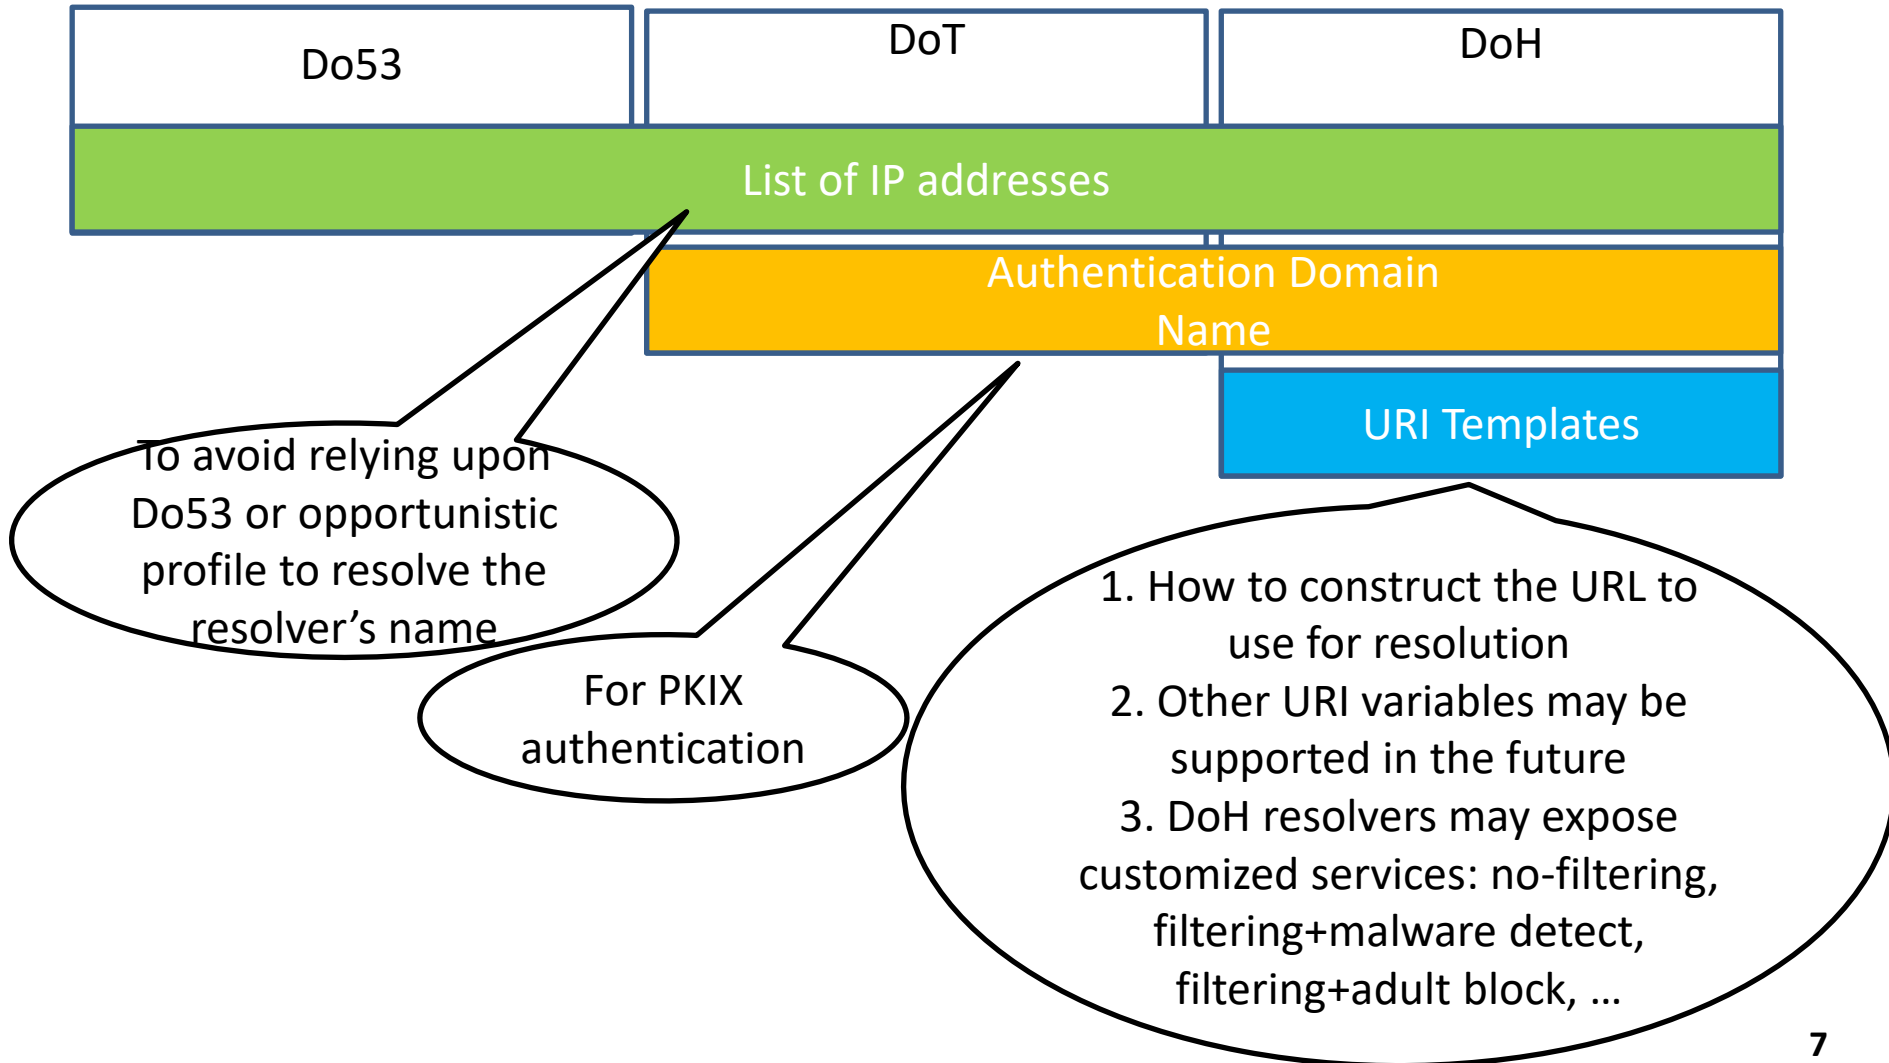 Do53
DoT
DoH
List of IP addresses
Authentication Domain
Name
URI Templates
To avoid relying upon
Do53 or opportunistic
profile to resolve the
resolver’s name
For PKIX
authentication
1. How to construct the URL to
use for resolution
2. Other URI variables may be
supported in the future
3. DoH resolvers may expose
customized services: no-filtering,
filtering+malware detect,
filtering+adult block, …
7